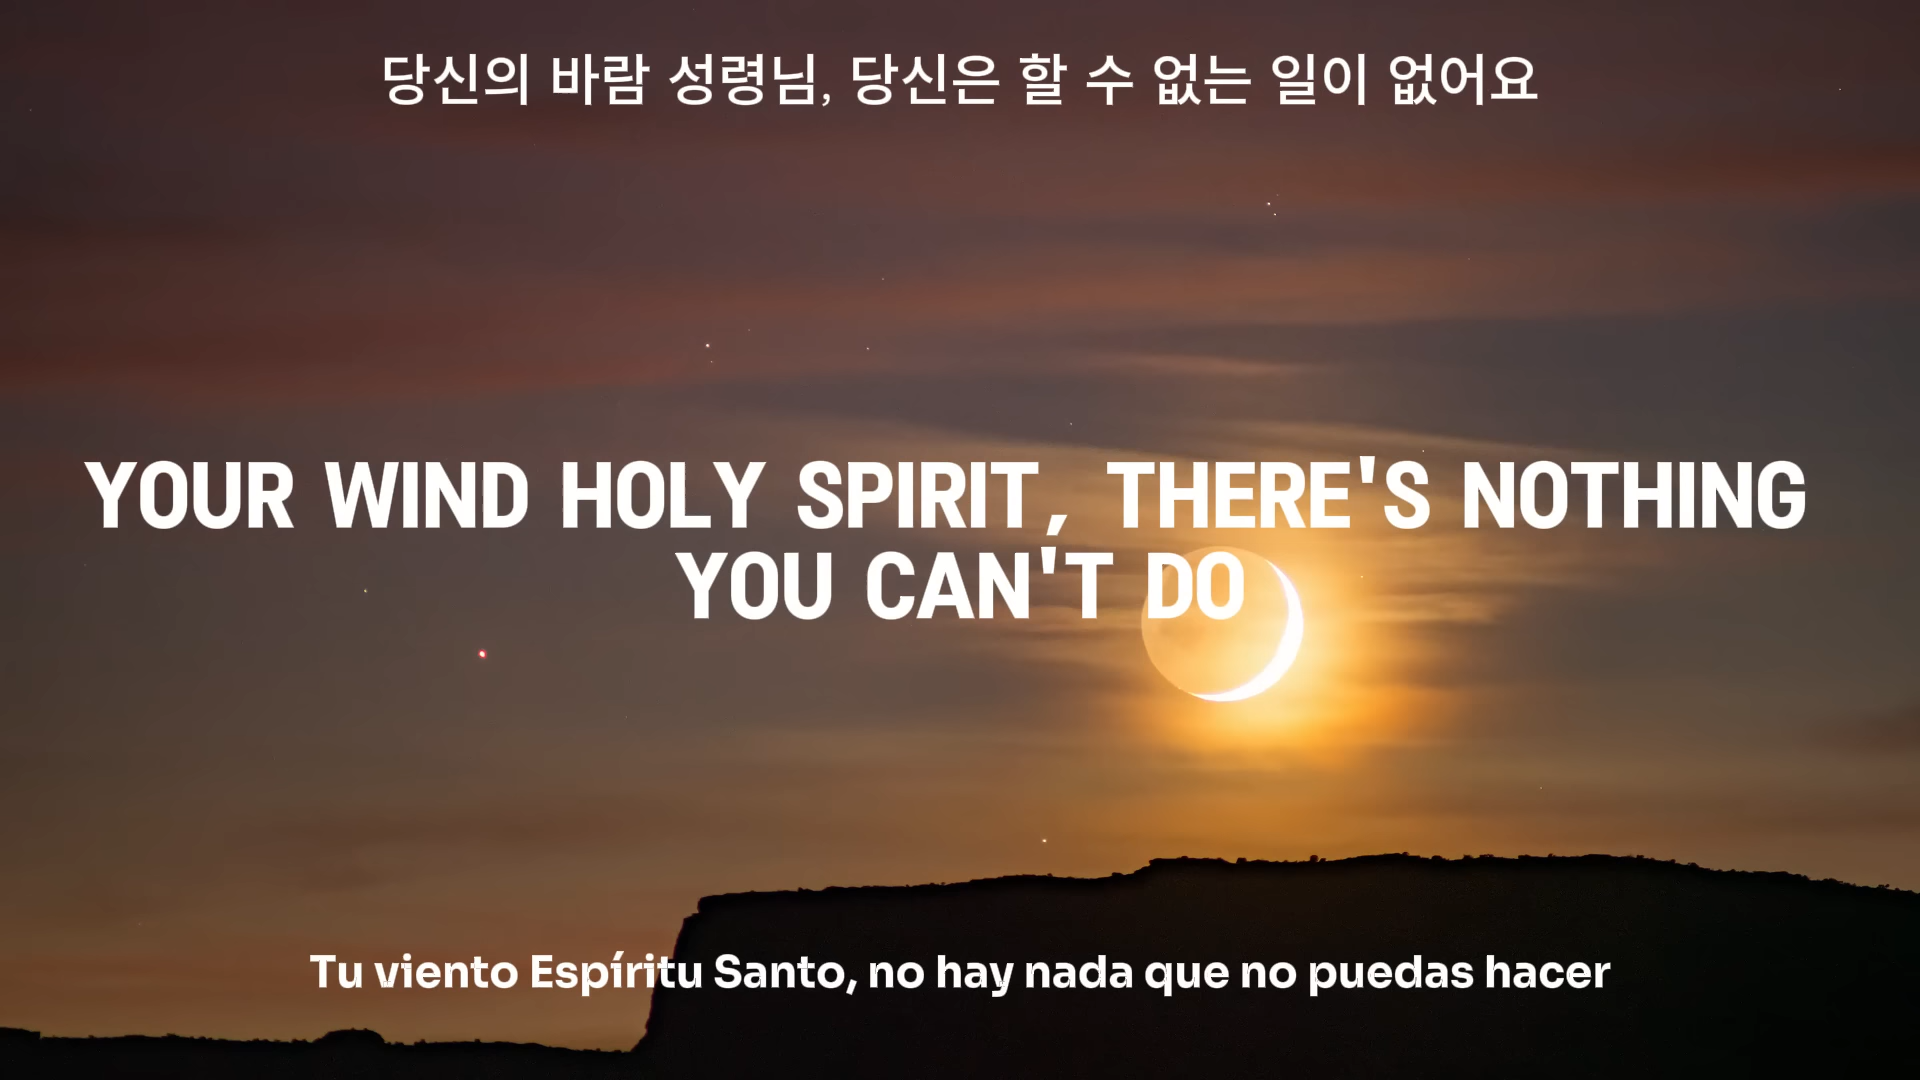 당신의 바람 성령님, 당신은 할 수 없는 일이 없어요
YOUR WIND HOLY SPIRIT, THERE'S NOTHING
YOU CAN'T DO
Tu viento Espíritu Santo, no hay nada que no puedas hacer